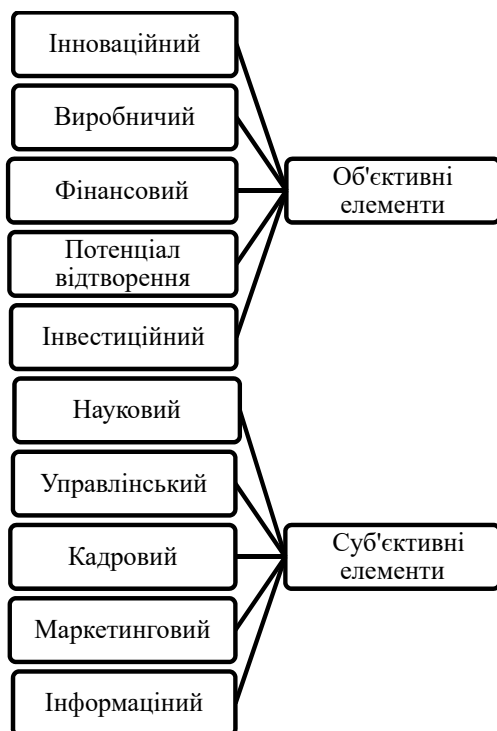 Інноваційний
Виробничий
Фінансовий
Об'єктивні
елементи
Потенціал
відтворення
Інвестиційний
Науковий
Управлінський
Кадровий
Суб'єктивні
елементи
Маркетинговий
Інформаціний